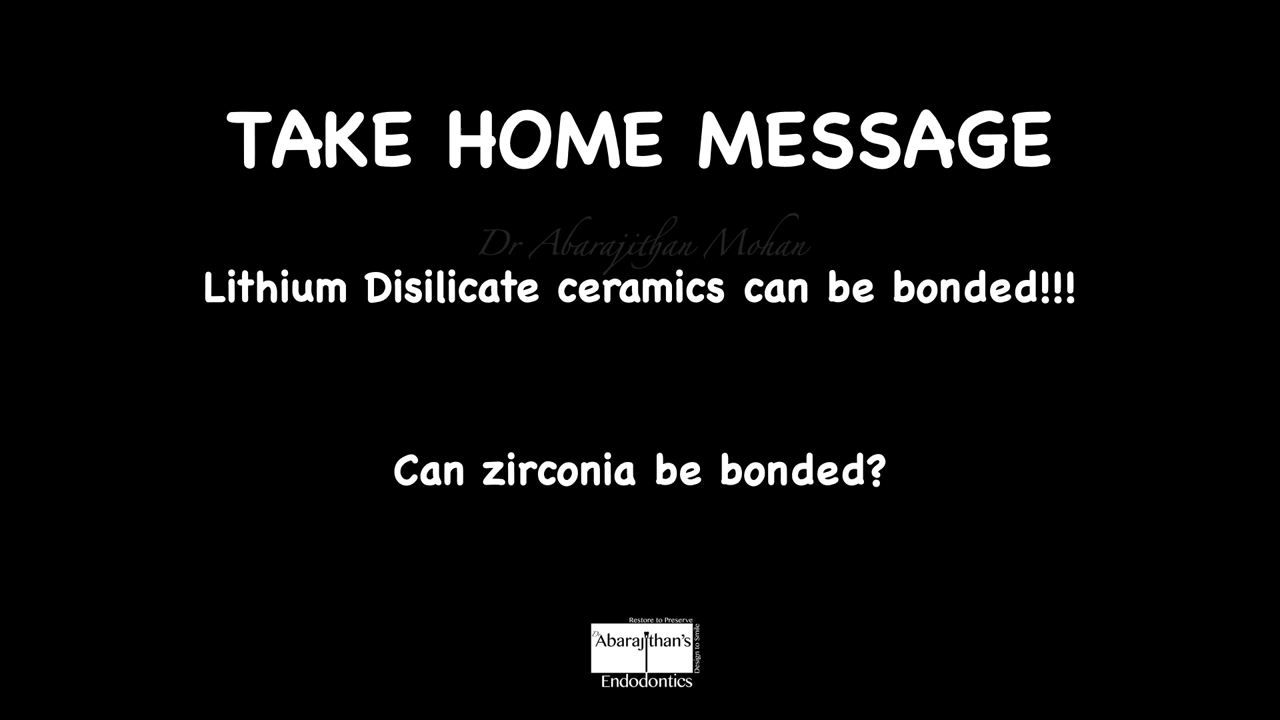 TAKE HOME MESSAGE
Dr Abarajithan Mohan
Lithium Disilicate ceramics can be bonded!!!
Can zirconia be bonded?
Restore to Preserve
Dr
Abarajithan's
Design to Smile
Endodontics